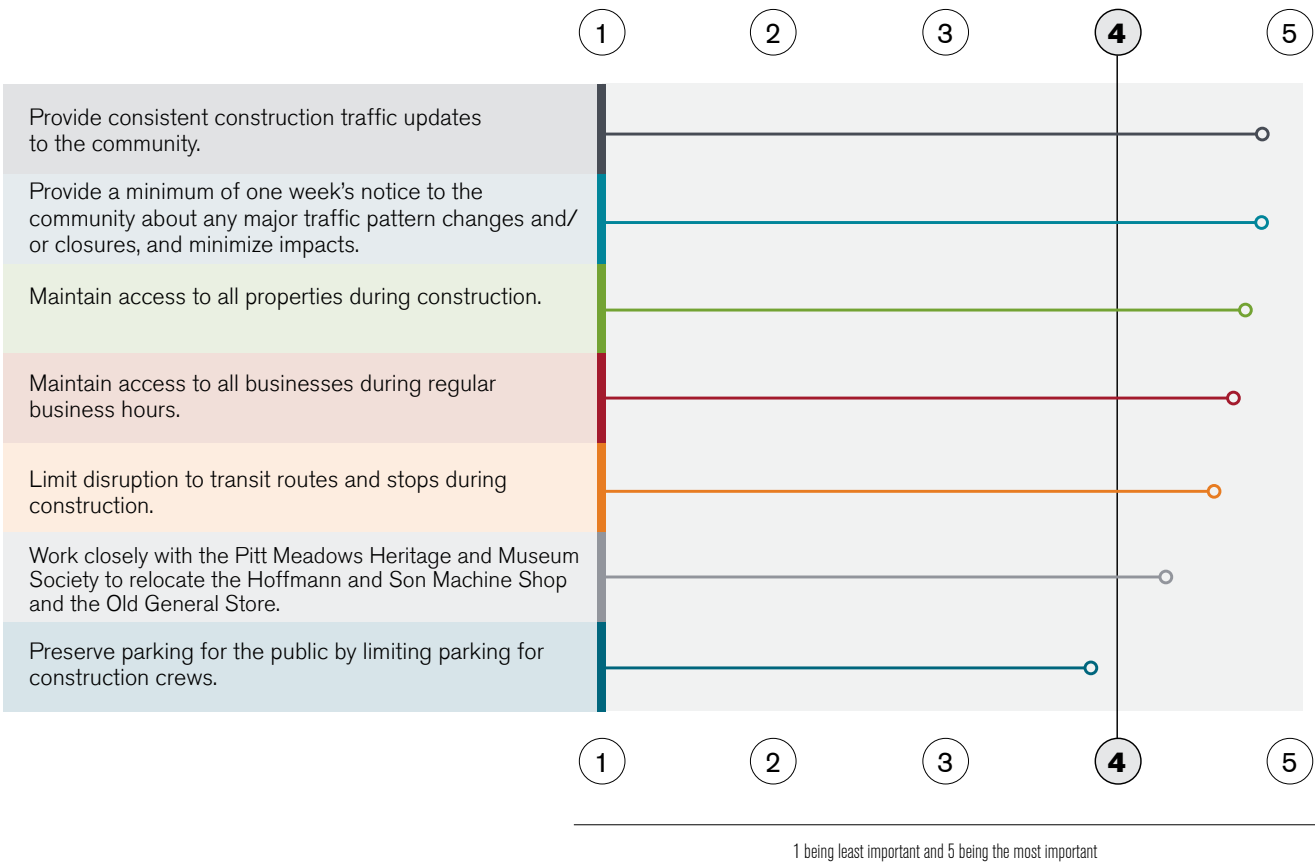 1 2 3 4 5
Provide consistent construction traffic updates
to the community.
Provide a minimum of one week’s notice to the
community about any major traffic pattern changes and/
or closures, and minimize impacts.
Maintain access to all properties during construction.
Maintain access to all businesses during regular
business hours.
Limit disruption to transit routes and stops during
construction.
Work closely with the Pitt Meadows Heritage and Museum
Society to relocate the Hoffmann and Son Machine Shop
and the Old General Store.
Preserve parking for the public by limiting parking for
construction crews.
1 2 3 4 5
1 being least important and 5 being the most important